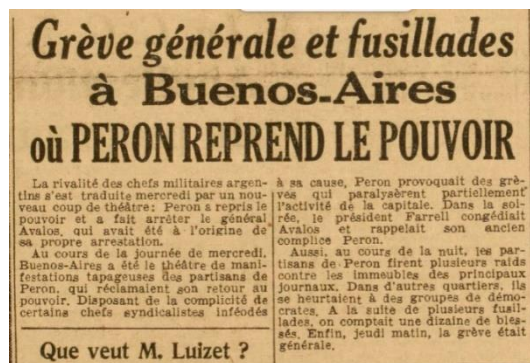 Grève générale et fusillades
à Buenos-Aires
où PERON REPREND LE POUVOIR
La rivalité des chefs militaires argen-
tins s'est traduite mercredi par un nou-
veau coup de théâtre: Peron a repris le
pouvoir et a fait arrêter le général
Avalos, qui avait été à l'origine de
sa propre arrestation.
Au cours de la journée de mercredi,
Buenos-Aires a été le théâtre de mani-
festations tapageuses des partisans de
Peron, qui réclamaient son retour au
pouvoir. Disposant de la complicité de
certains chefs syndicalistes inféodés
à sa cause, Peron provoquait des grè-
ves qui paralysèrent partiellement
l'activité de la capitale. Dans la soi-
rée, le président Farrell congédiait
Avalos et rappelait son ancien
complice Peron.
Aussi, au cours de la nuit, les par-
tisans de Peron firent plusieurs raids
contre les immeubles des principaux
journaux. Dans d'autres quartiers, ils
se heurtaient à des groupes de démo-
crates. A la suite de plusieurs fusil-
lades, on comptait une dizaine de bles-
sés. Enfin, jeudi matin, la grève était
générale.
Que veut M. Luizet ?